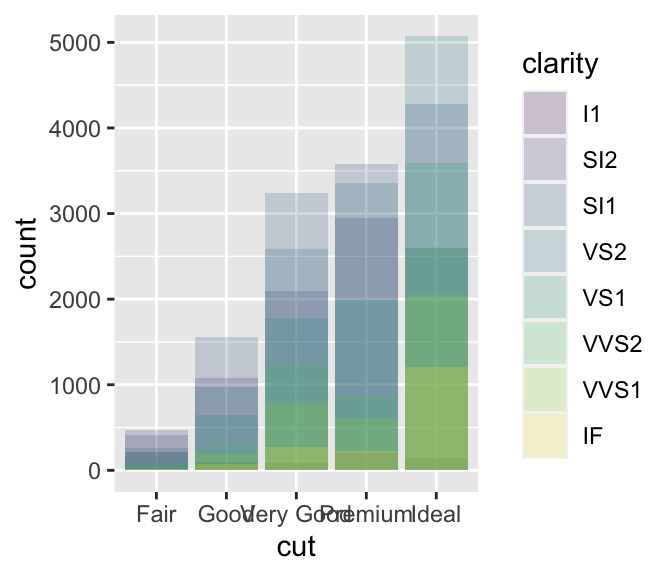 5000
4000
3000
2000
1000
0
count
Fair Good Very Good Premium Ideal
cut
clarity
I1
SI2
SI1
VS2
VS1
VVS2
VVS1
IF